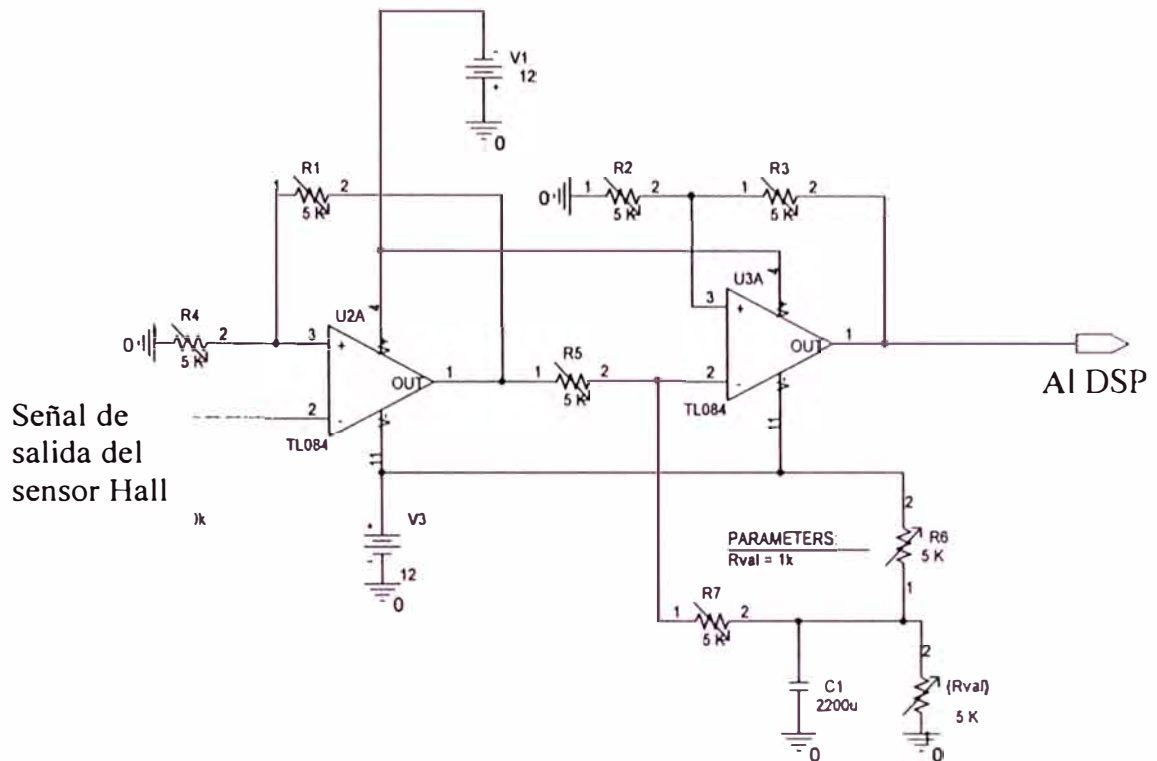 -
V1
12
+
0
R1
1
2
5 K
R2
0
1
2
5 K
R3
1
2
5 K
R4
0
2
5 K
U2A
4
3
+
V+
OUT
1
2
-
V-
11
TL084
U3A
4
3
+
V+
OUT
1
2
-
V-
11
TL084
R5
1
2
5 K
Al DSP
Señal de
salida del
sensor Hall
)k
+
V3
-
12
0
PARAMETERS:
Rval = 1k
2
R6
5 K
1
R7
1
2
5 K
C1
2200u
0
2
{Rval}
5 K
0